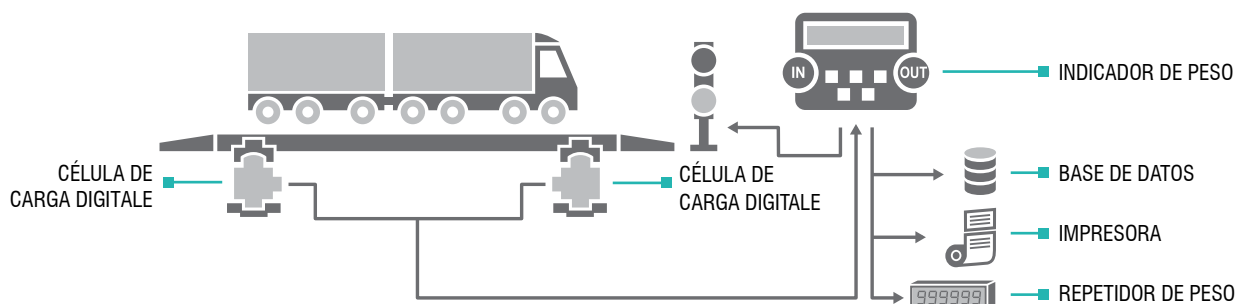 IN
OUT
INDICADOR DE PESO
CÉLULA DE
CARGA DIGITALE
CÉLULA DE
CARGA DIGITALE
BASE DE DATOS
IMPRESORA
999999
REPETIDOR DE PESO